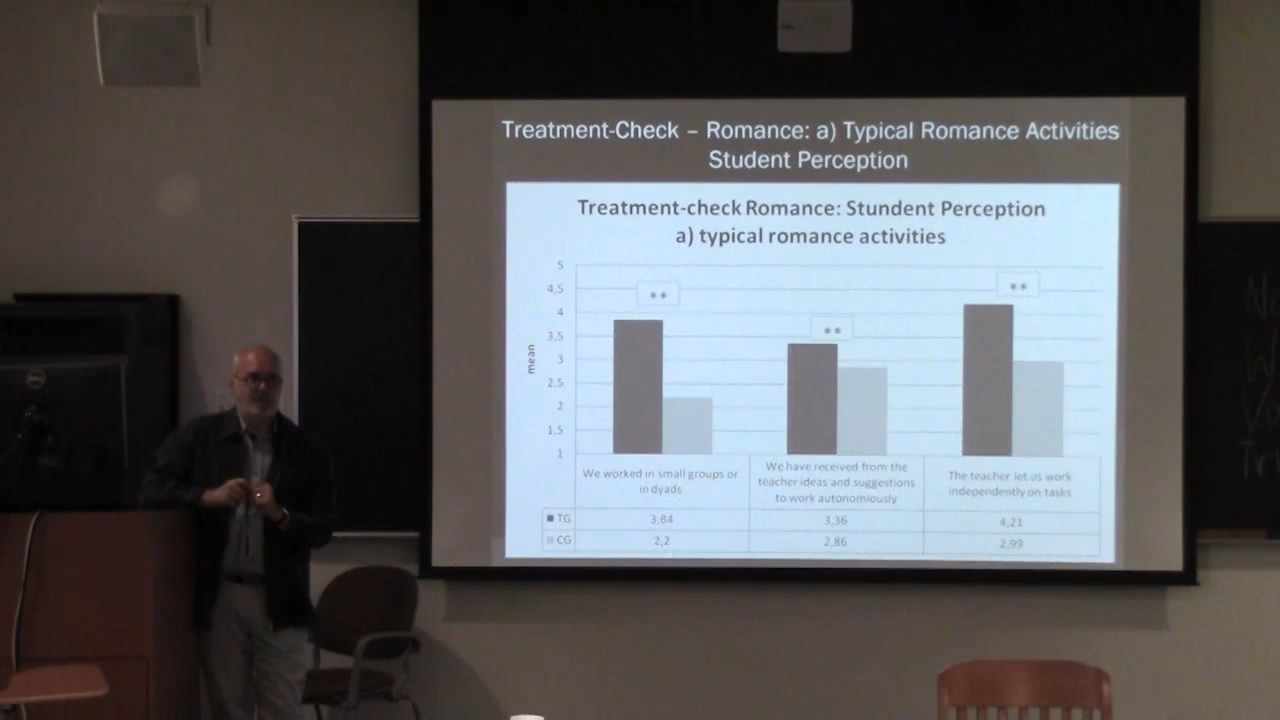 Treatment-Check – Romance: a) Typical Romance Activities
Student Perception
Treatment-check Romance: Stundent Perception
a) typical romance activities
5
4,5
4
3,5
3
2,5
2
1,5
1
mean
**
**
**
We worked in small groups or
in dyads
We have received from the
teacher ideas and suggestions
to work autonomiously
The teacher let us work
independently on tasks
TG 3,84 3,36 4,21
CG 2,2 2,86 2,99
DELL